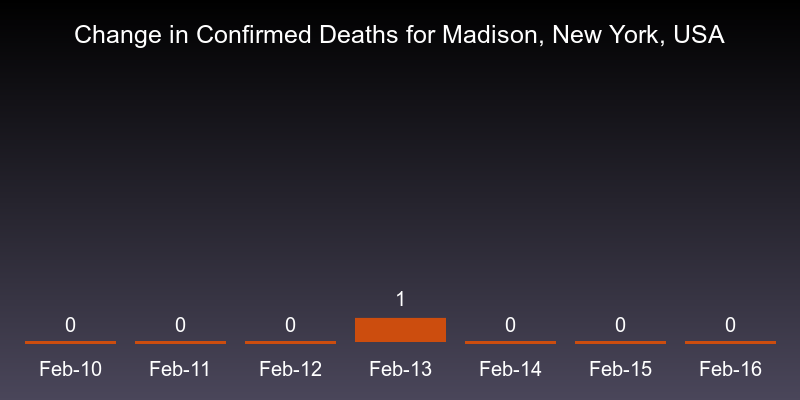 Change in Confirmed Deaths for Madison, New York, USA
1
0 0 0 0 0 0
Feb-10 Feb-11 Feb-12 Feb-13 Feb-14 Feb-15 Feb-16